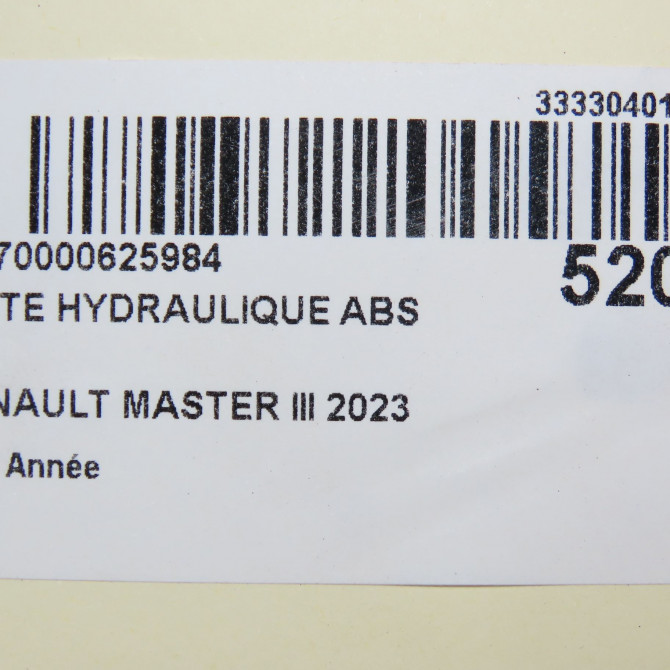 33330401
70000625984
520
TE HYDRAULIQUE ABS
NAULT MASTER III 2023
Année